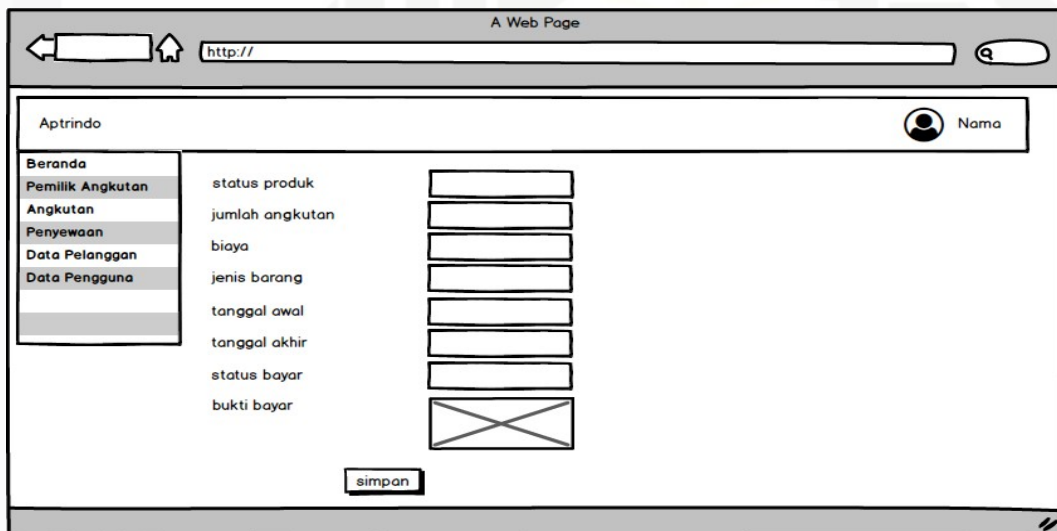 A Web Page
http://
Aptrindo
Nama
Beranda
Pemilik Angkutan
Angkutan
Penyewaan
Data Pelanggan
Data Pengguna
status produk
jumlah angkutan
biaya
jenis barang
tanggal awal
tanggal akhir
status bayar
bukti bayar
simpan